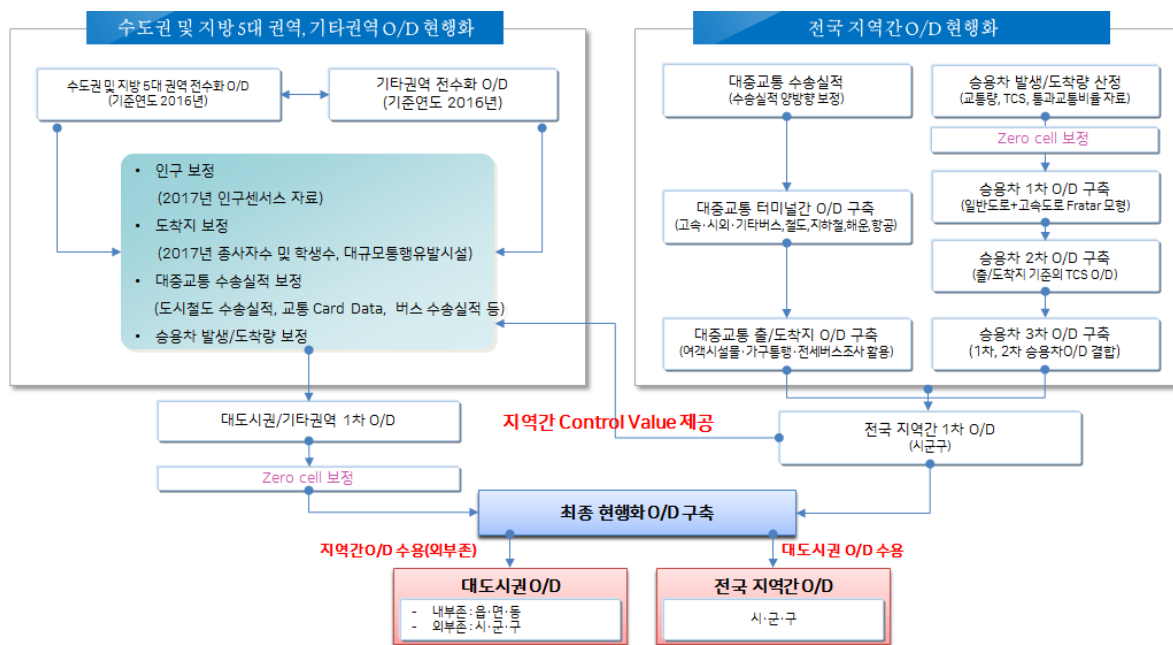 수도권 및 지방 5대 권역, 기타권역 O/D 현행화
수도권 및 지방 5대 권역 전수화 O/D
(기준연도 2016년)
기타권역 전수화 O/D
(기준연도 2016년)
• 인구 보정
(2017년 인구센서스 자료)
• 도착지 보정
(2017년 종사자수 및 학생수, 대규모통행유발시설)
• 대중교통 수송실적 보정
(도시철도 수송실적, 교통 Card Data, 버스 수송실적 등)
• 승용차 발생/도착량 보정
대도시권/기타권역 1차 O/D
Zero cell 보정
전국 지역간 O/D 현행화
대중교통 수송실적
(수송실적 양방향 보정)
대중교통 터미널간 O/D 구축
(고속·시외·기타버스,철도,지하철,해운,항공)
대중교통 출/도착지 O/D 구축
(여객시설물·가구통행·전세버스조사 활용)
승용차 발생/도착량 산정
(교통량, TCS, 통과교통비율 자료)
Zero cell 보정
승용차 1차 O/D 구축
(일반도로+고속도로 Fratar 모형)
승용차 2차 O/D 구축
(출/도착지 기준의 TCS O/D)
승용차 3차 O/D 구축
(1차, 2차 승용차O/D 결합)
지역간 Control Value 제공
전국 지역간 1차 O/D
(시군구)
최종 현행화 O/D 구축
지역간 O/D 수용(외부존)
대도시권 O/D 수용
대도시권 O/D
- 내부존 : 읍·면·동
- 외부존 : 시·군·구
전국 지역간 O/D
시·군·구